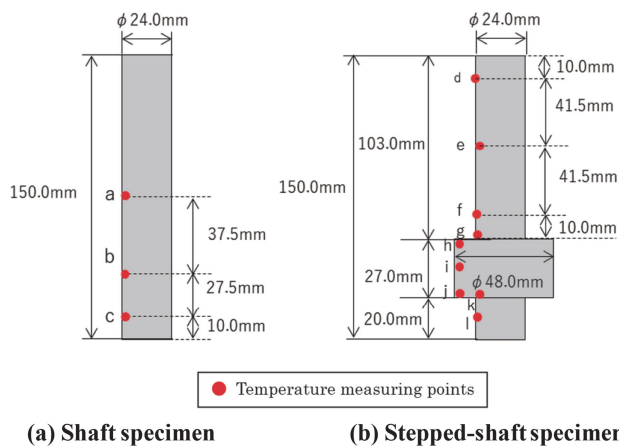 ϕ24.0mm
150.0mm
a
b
c
37.5mm
27.5mm
10.0mm
ϕ24.0mm
10.0mm
41.5mm
41.5mm
10.0mm
103.0mm
150.0mm
27.0mm
20.0mm
ϕ48.0mm
d
e
f
g
h
i
j
k
l
Temperature measuring points
(a) Shaft specimen
(b) Stepped-shaft specimen